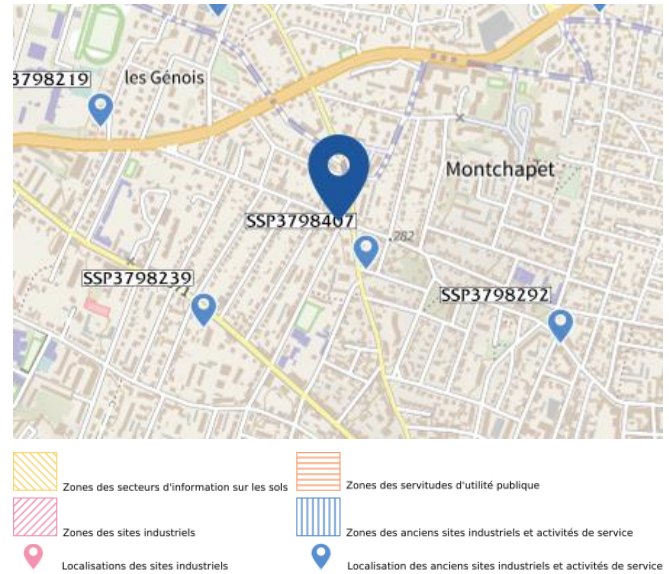 3798219
les Génois
Montchapet
SSP3798407
282
SSP3798239
SSP3798292
Zones des secteurs d'information sur les sols
Zones des servitudes d'utilité publique
Zones des sites industriels
Zones des anciens sites industriels et activités de service
Localisations des sites industriels
Localisation des anciens sites industriels et activités de service